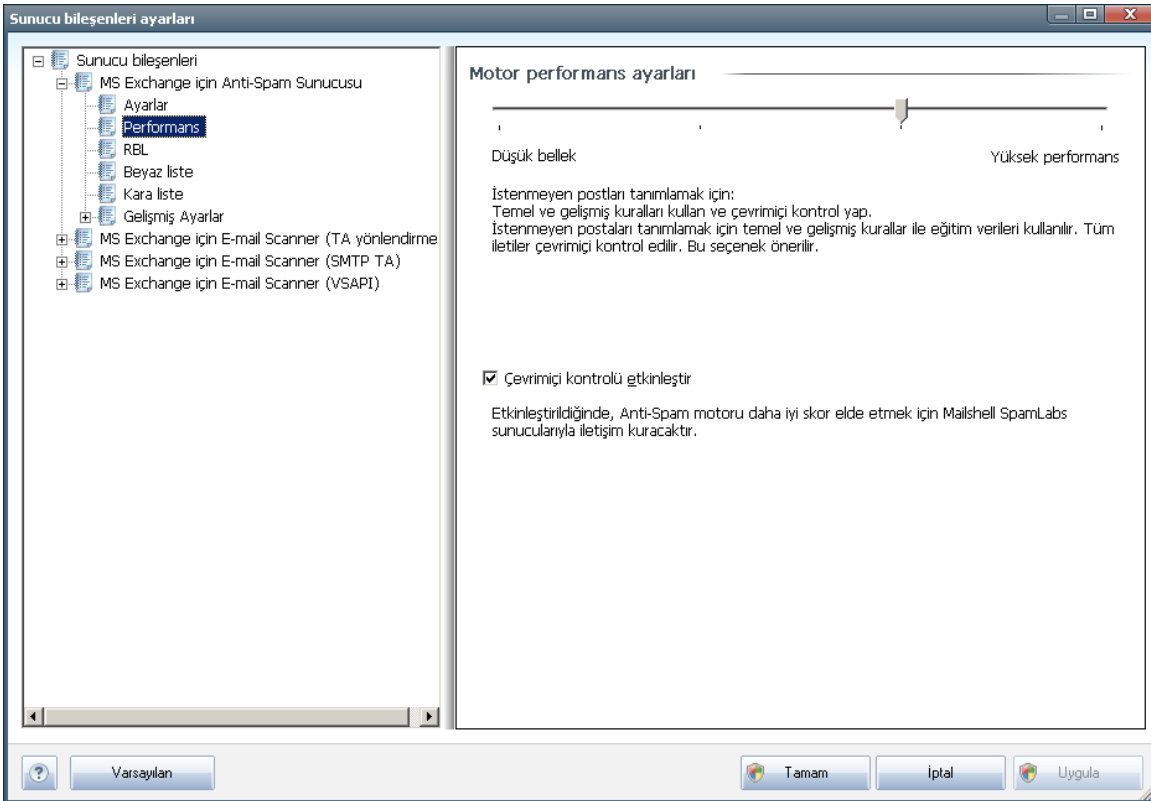 Sunucu bileşenleri ayarları
Sunucu bileşenleri
MS Exchange için Anti-Spam Sunucusu
Ayarlar
Performans
RBL
Beyaz liste
Kara liste
Gelişmiş Ayarlar
MS Exchange için E-mail Scanner (TA yönlendirme
MS Exchange için E-mail Scanner (SMTP TA)
MS Exchange için E-mail Scanner (VSAPI)
Motor performans ayarları
Düşük bellek
Yüksek performans
İstenmeyen postları tanımlamak için:
Temel ve gelişmiş kuralları kullan ve çevrimiçi kontrol yap.
İstenmeyen postaları tanımlamak için temel ve gelişmiş kurallar ile eğitim verileri kullanılır. Tüm
iletiler çevrimiçi kontrol edilir. Bu seçenek önerilir.
Çevrimiçi kontrolü etkinleştir
Etkinleştirildiğinde, Anti-Spam motoru daha iyi skor elde etmek için Mailshell SpamLabs
sunucularıyla iletişim kuracaktır.
?
Varsayılan
Tamam
İptal
Uygula